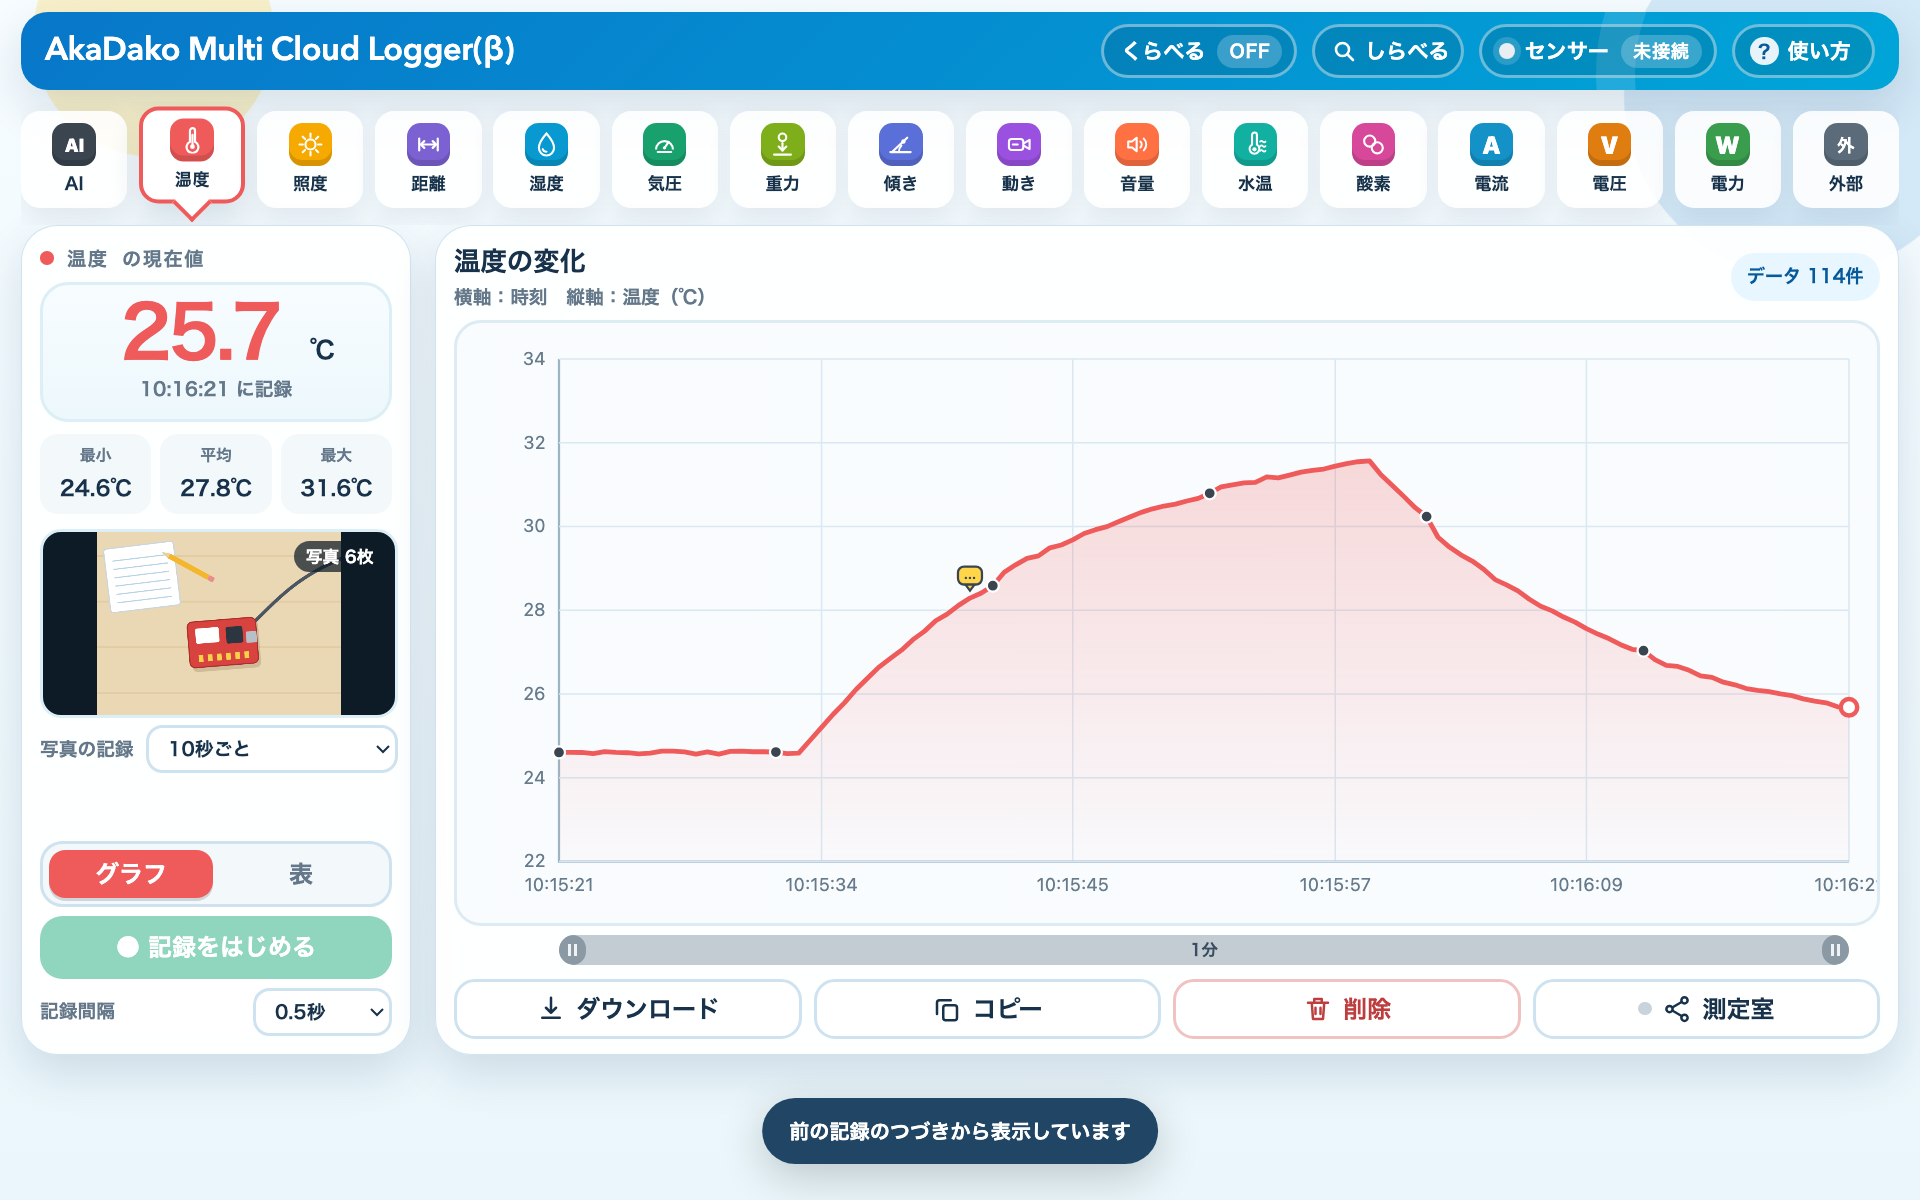 AkaDako Multi Cloud Logger(β)
くらべる OFF
しらべる
センサー 未接続
? 使い方
AI
AI
温度
照度
距離
湿度
気圧
重力
傾き
動き
音量
水温
酸素
A
電流
V
電圧
W
電力
外
外部
温度 の現在値
25.7 ℃
10:16:21 に記録
最小
24.6℃
平均
27.8℃
最大
31.6℃
写真 6枚
写真の記録 10秒ごと
グラフ 表
記録をはじめる
記録間隔 0.5秒
温度の変化
横軸：時刻 縦軸：温度（℃）
データ 114件
34
32
30
28
26
24
22
10:15:21 10:15:34 10:15:45 10:15:57 10:16:09 10:16:2
1分
ダウンロード
コピー
削除
測定室
前の記録のつづきから表示しています